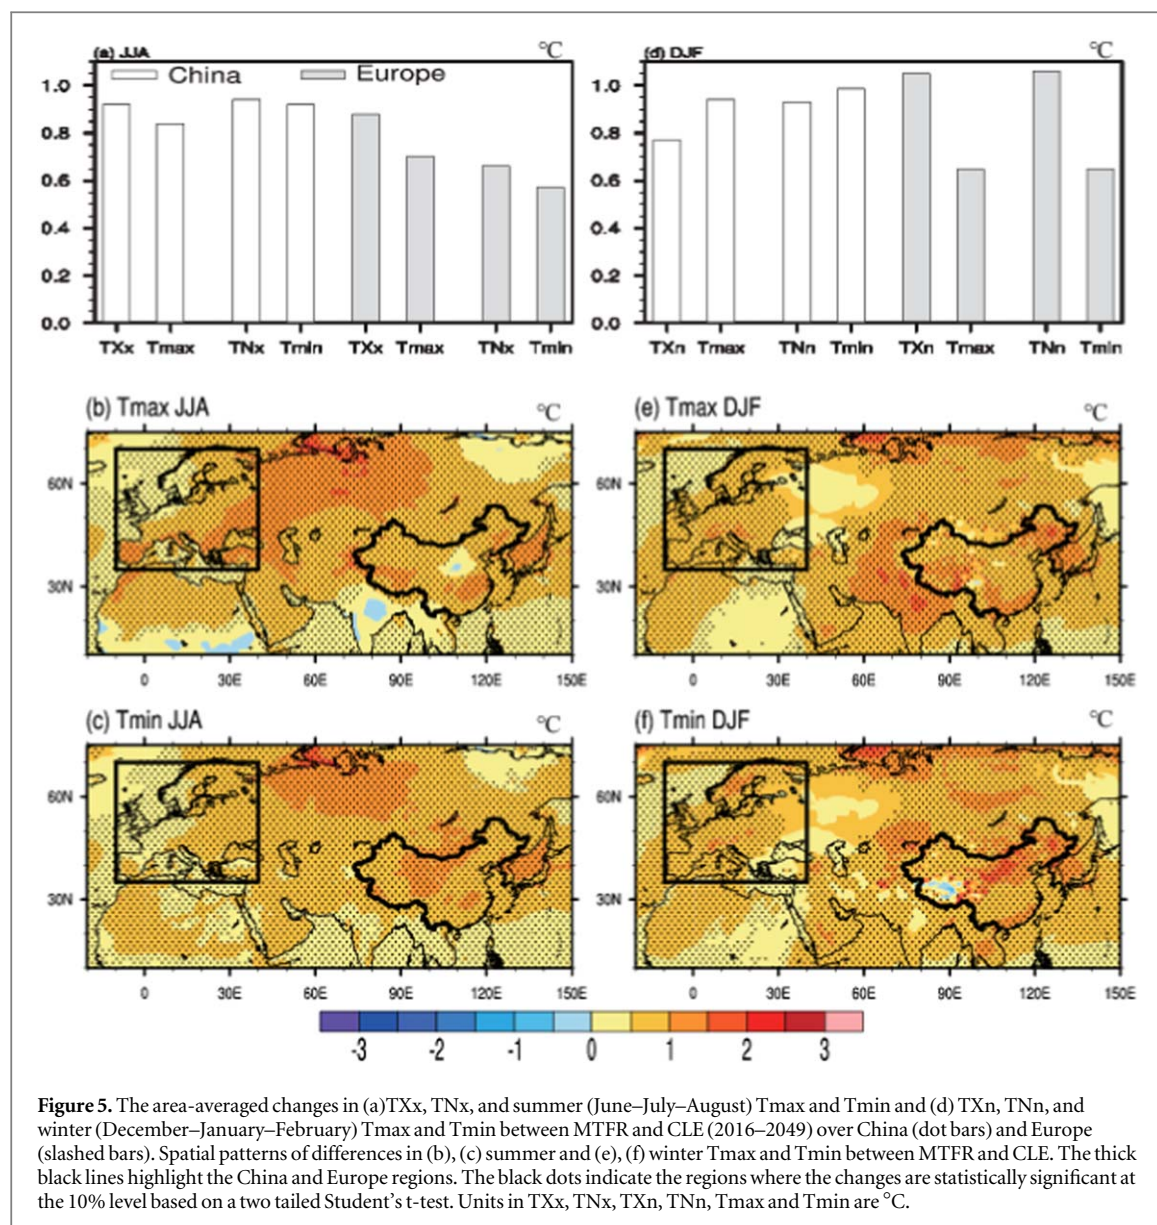 (a) JJA °C
China Europe
1.0
0.8
0.6
0.4
0.2
0.0
TXx Tmax TNx Tmin TXx Tmax TNx Tmin
(d) DJF °C
1.0
0.8
0.6
0.4
0.2
0.0
TXn Tmax TNn Tmin TXn Tmax TNn Tmin
(b) Tmax JJA °C
60N
30N
0 30E 60E 90E 120E 150E
(e) Tmax DJF °C
60N
30N
0 30E 60E 90E 120E 150E
(c) Tmin JJA °C
60N
30N
0 30E 60E 90E 120E 150E
(f) Tmin DJF °C
60N
30N
0 30E 60E 90E 120E 150E
-3 -2 -1 0 1 2 3
Figure 5. The area-averaged changes in (a)TXx, TNx, and summer (June–July–August) Tmax and Tmin and (d) TXn, TNn, and
winter (December–January–February) Tmax and Tmin between MTFR and CLE (2016–2049) over China (dot bars) and Europe
(slashed bars). Spatial patterns of differences in (b), (c) summer and (e), (f) winter Tmax and Tmin between MTFR and CLE. The thick
black lines highlight the China and Europe regions. The black dots indicate the regions where the changes are statistically significant at
the 10% level based on a two tailed Student's t-test. Units in TXx, TNx, TXn, TNn, Tmax and Tmin are °C.